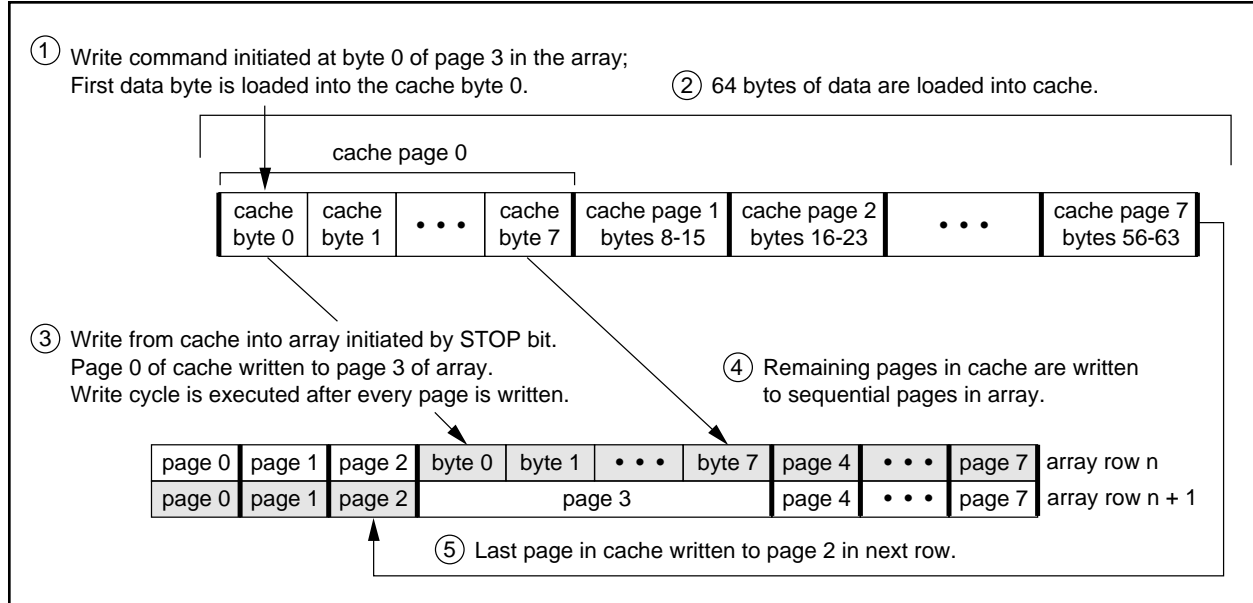 ① Write command initiated at byte 0 of page 3 in the array;
First data byte is loaded into the cache byte 0.
② 64 bytes of data are loaded into cache.
cache page 0
cache byte 0 cache byte 1 • • • cache byte 7 cache page 1 bytes 8-15 cache page 2 bytes 16-23 • • • cache page 7 bytes 56-63
③ Write from cache into array initiated by STOP bit.
Page 0 of cache written to page 3 of array.
Write cycle is executed after every page is written.
④ Remaining pages in cache are written
to sequential pages in array.
page 0 page 1 page 2 byte 0 byte 1 • • • byte 7 page 4 • • • page 7 array row n
page 0 page 1 page 2 page 3 page 4 • • • page 7 array row n + 1
⑤ Last page in cache written to page 2 in next row.